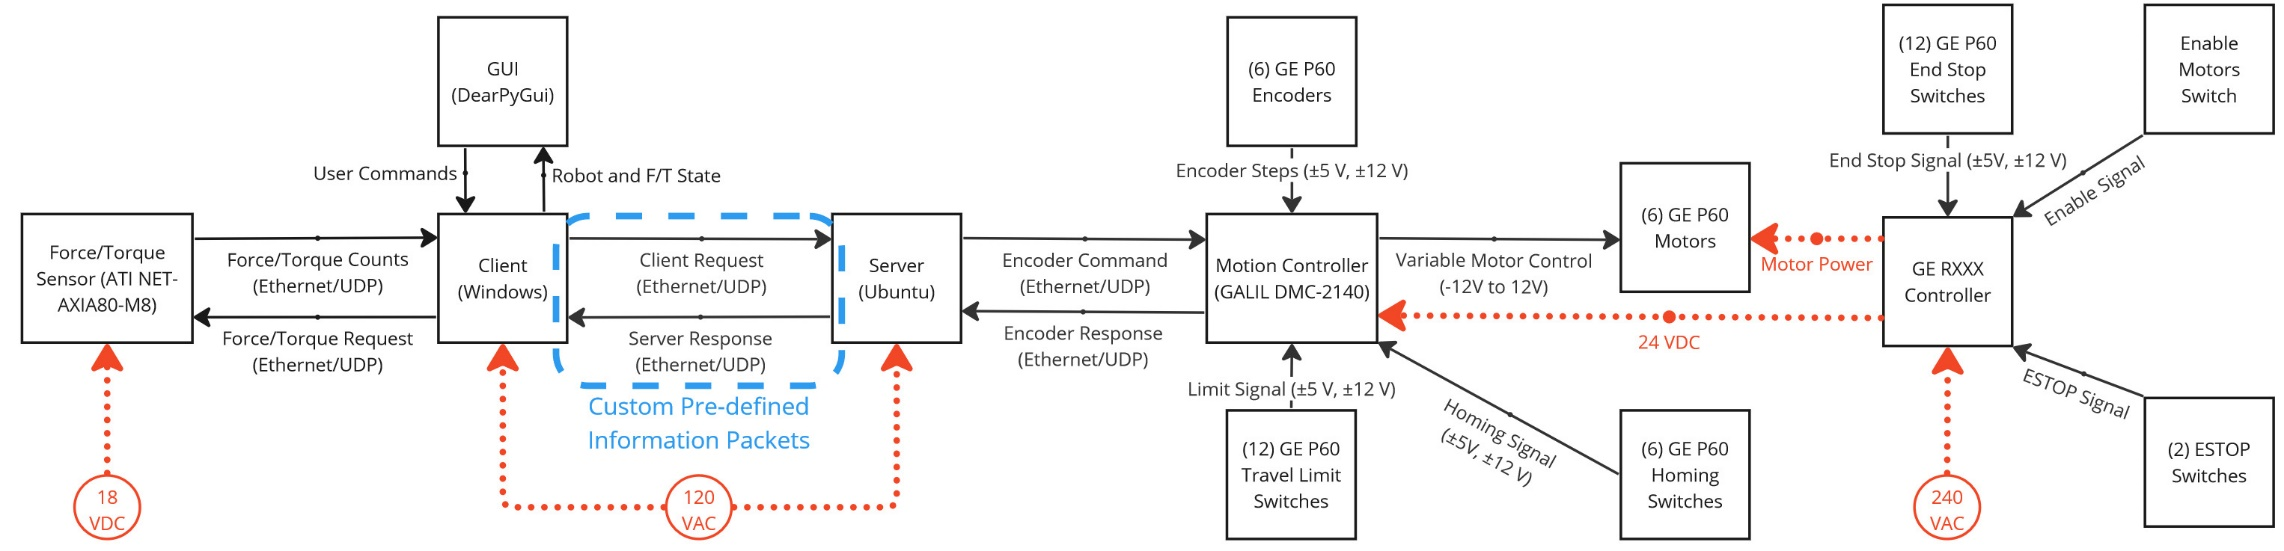 GUI
(DearPyGui)
(6) GE P60
Encoders
(12) GE P60
End Stop
Switches
Enable
Motors
Switch
User Commands
Robot and F/T State
Encoder Steps (±5 V, ±12 V)
End Stop Signal (±5V, ±12 V)
Enable Signal
Force/Torque
Sensor (ATI NET-
AXIA80-M8)
Force/Torque Counts
(Ethernet/UDP)
Force/Torque Request
(Ethernet/UDP)
Client
(Windows)
Client Request
(Ethernet/UDP)
Server Response
(Ethernet/UDP)
Custom Pre-defined
Information Packets
Server
(Ubuntu)
Encoder Command
(Ethernet/UDP)
Encoder Response
(Ethernet/UDP)
Motion Controller
(GALIL DMC-2140)
Variable Motor Control
(-12V to 12V)
(6) GE P60
Motors
Motor Power
24 VDC
GE RXXX
Controller
Limit Signal (±5 V, ±12 V)
Homing Signal
(±5V, ±12 V)
ESTOP Signal
(12) GE P60
Travel Limit
Switches
(6) GE P60
Homing
Switches
(2) ESTOP
Switches
18
VDC
120
VAC
240
VAC